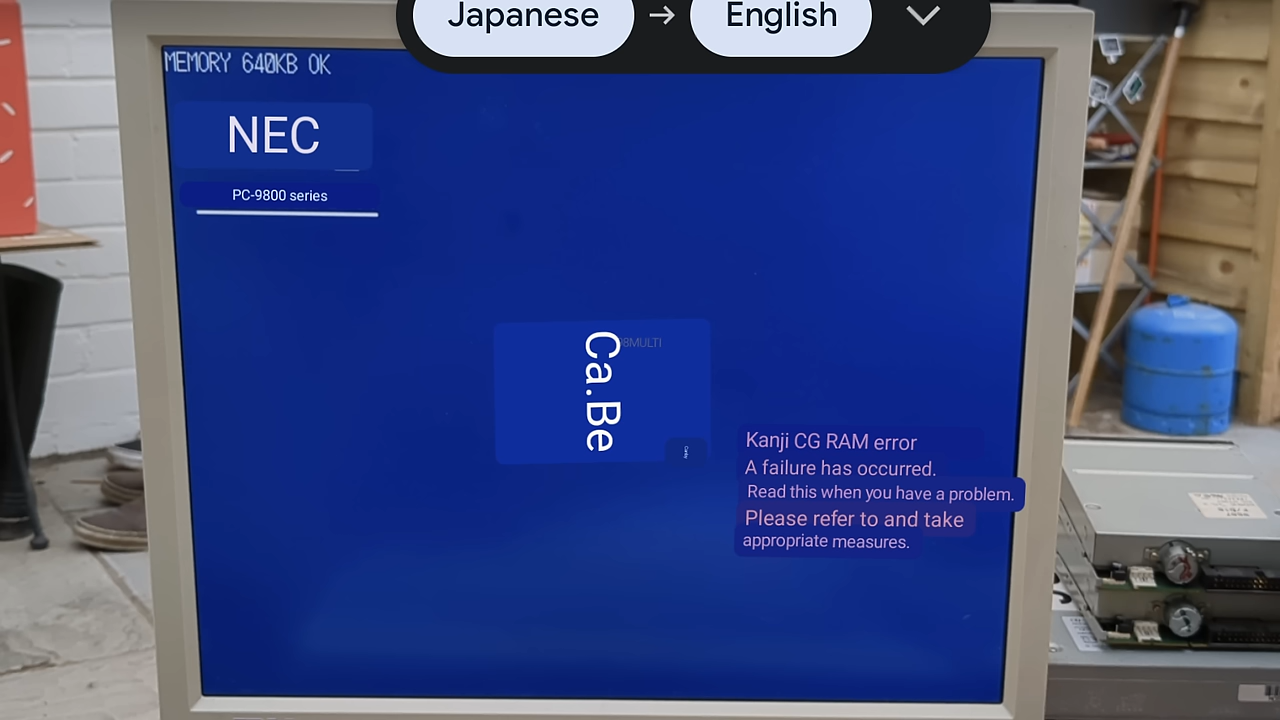 Japanese → English
MEMORY 640KB OK
NEC
PC-9800 series
98MULTI
Ca.Be
Kanji CG RAM error
A failure has occurred.
Read this when you have a problem.
Please refer to and take
appropriate measures.